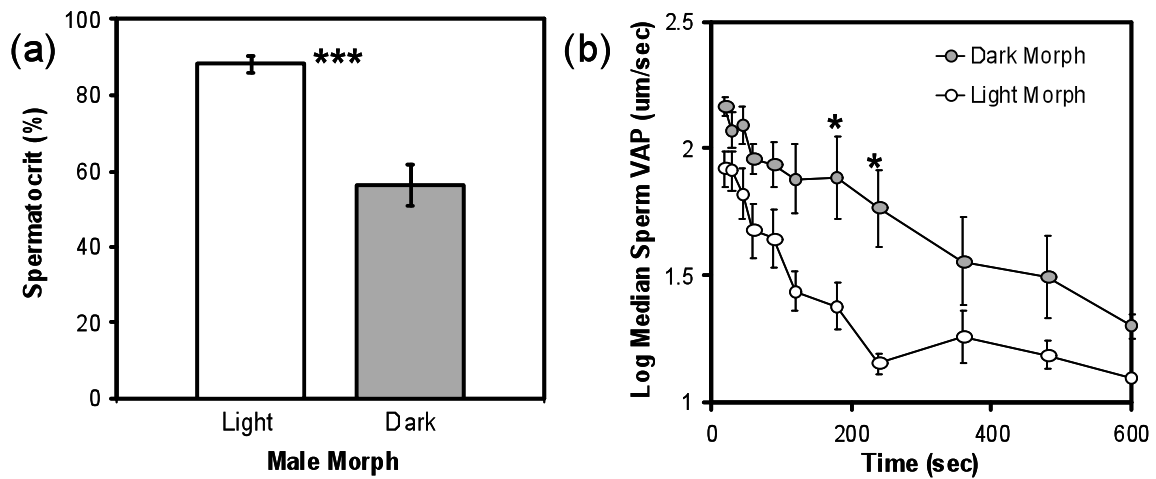 (a)
Spermatocrit (%)
100
80
60
40
20
0
***
Light
Dark
Male Morph
(b)
Log Median Sperm VAP (um/sec)
2.5
2
1.5
1
Dark Morph
Light Morph
*
*
0
200
400
600
Time (sec)